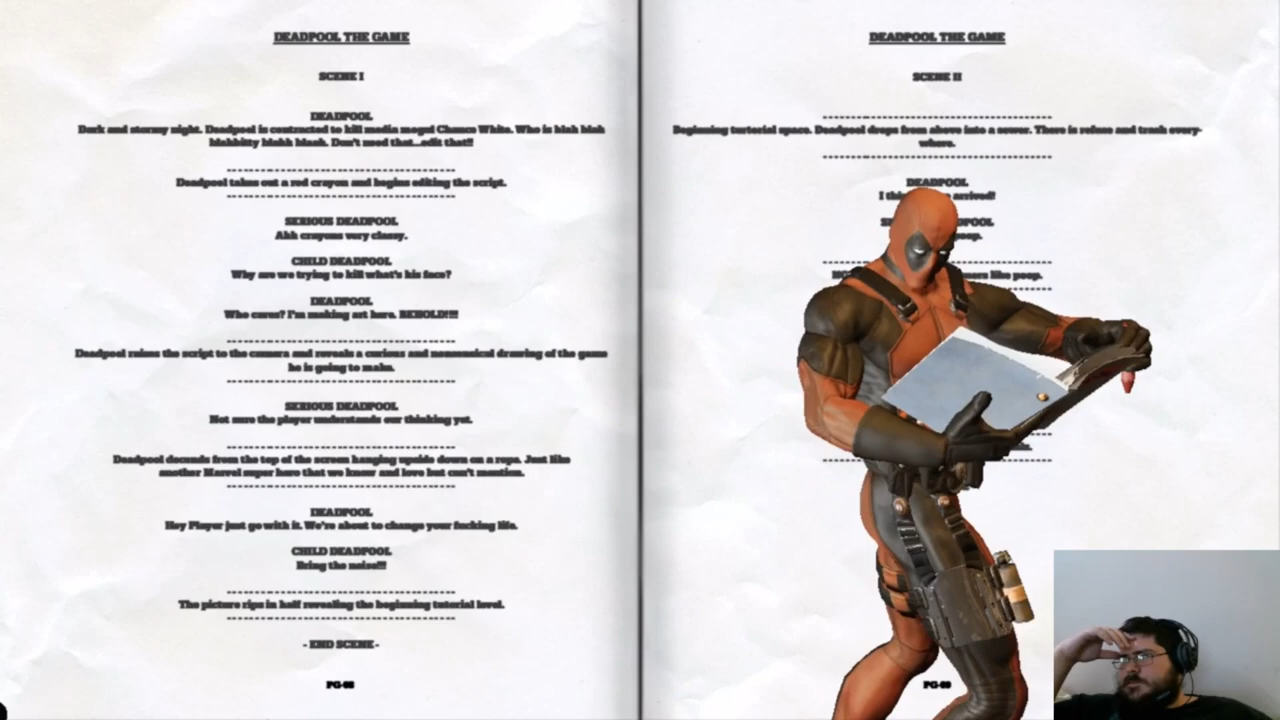 DEADPOOL THE GAME
SCENE I
DEADPOOL
Dark and stormy night. Deadpool is contracted to kill media mogul Chance White. Who is blah blah
blahbitty blahh blaah. Don't need that...edit that!!
Deadpool takes out a red crayon and begins editing the script.
SERIOUS DEADPOOL
Ahh crayons very classy.
CHILD DEADPOOL
Why are we trying to kill what's his face?
DEADPOOL
Who cares? I'm making art here. BEHOLD!!!!
Deadpool raises the script to the camera and reveals a curious and nonsensical drawing of the game
he is going to make.
SERIOUS DEADPOOL
Not sure the player understands our thinking yet.
Deadpool decends from the top of the screen hanging upside down on a rope. Just like
another Marvel super hero that we know and love but can't mention.
DEADPOOL
Hey Player just go with it. We're about to change your fucking life.
CHILD DEADPOOL
Bring the noise!!!
The picture rips in half revealing the beginning tutorial level.
- END SCENE -
PG-08
DEADPOOL THE GAME
SCENE II
Beginning turtorial space. Deadpool drops from above into a sewer. There is refuse and trash every-
where.
DEADPOOL
I arrived!
poop.
like poop.
PG-09